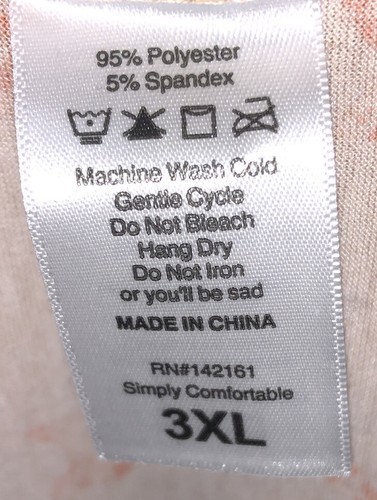 95% Polyester
5% Spandex
Machine Wash Cold
Gentle Cycle
Do Not Bleach
Hang Dry
Do Not Iron
or you'll be sad
MADE IN CHINA
RN#142161
Simply Comfortable
3XL